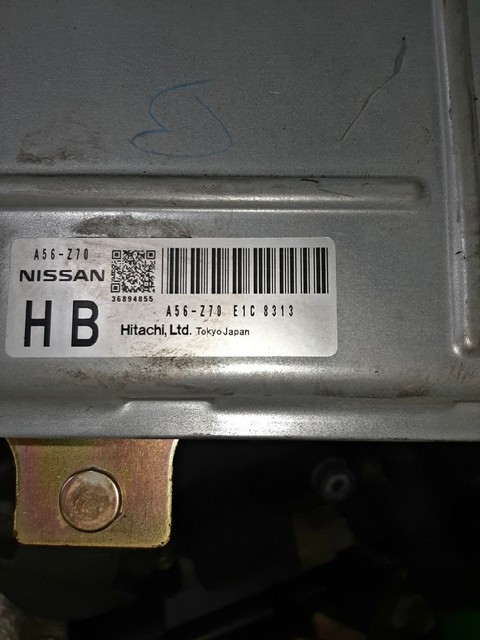 A56-Z70
NISSAN
36894855
A56-Z70 E1C 8313
HB
Hitachi, Ltd. Tokyo Japan